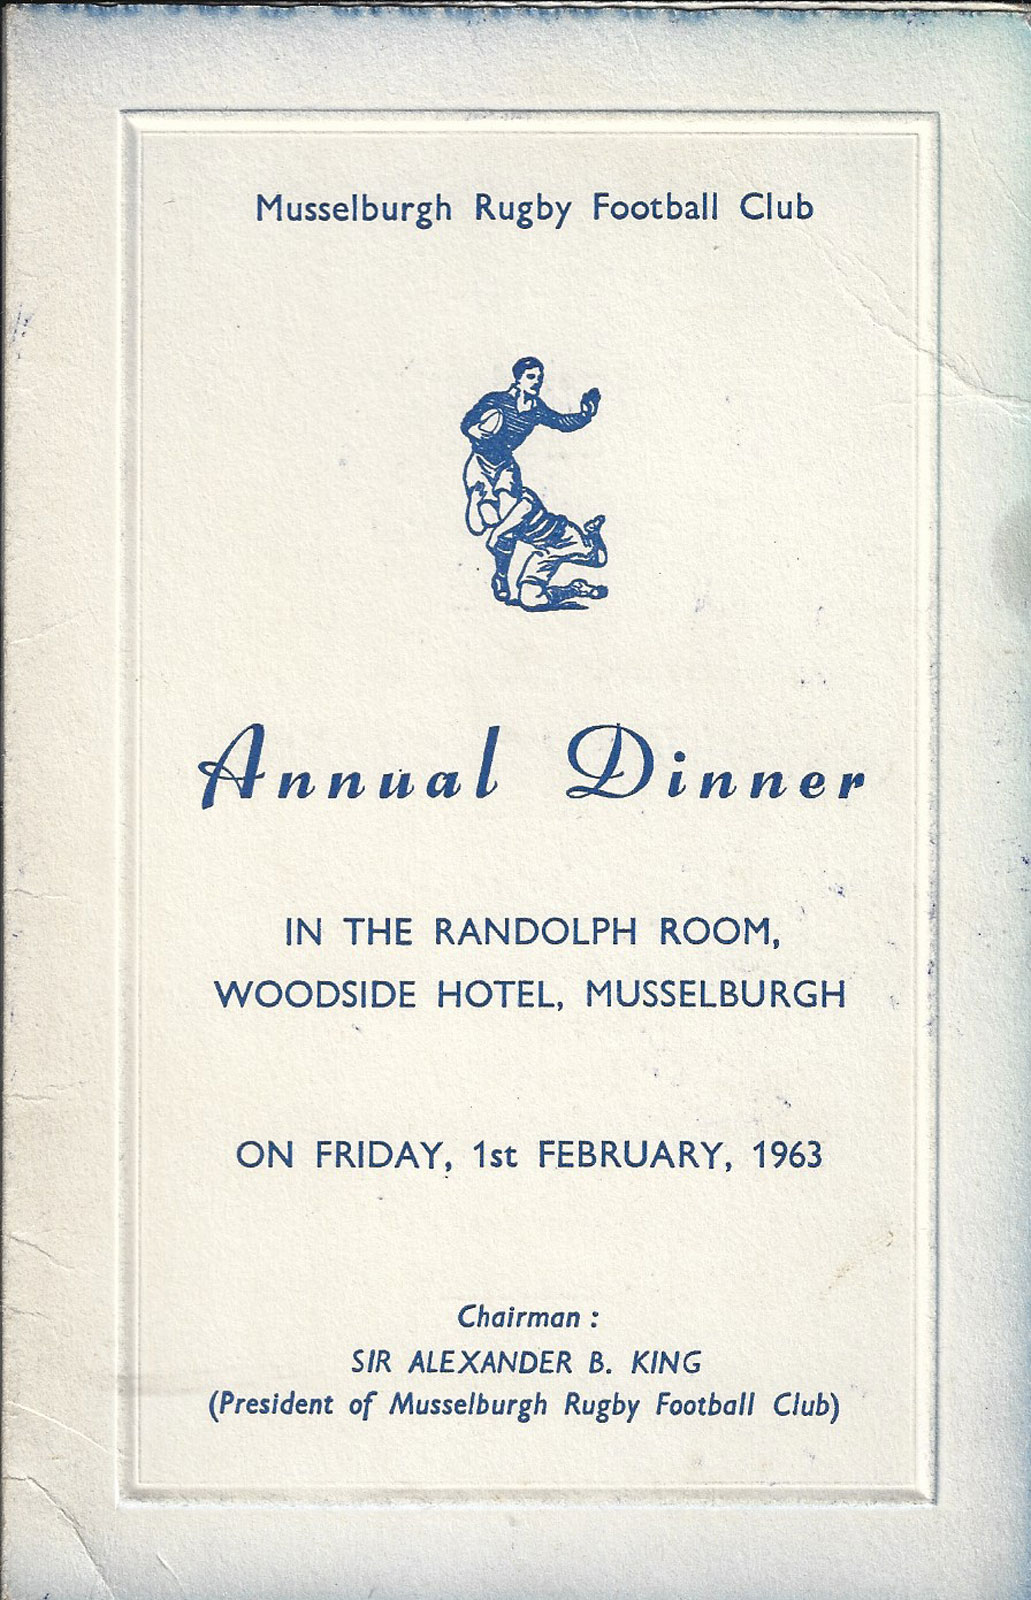 Musselburgh Rugby Football Club
Annual Dinner
IN THE RANDOLPH ROOM,
WOODSIDE HOTEL, MUSSELBURGH
ON FRIDAY, 1st FEBRUARY, 1963
Chairman :
SIR ALEXANDER B. KING
(President of Musselburgh Rugby Football Club)